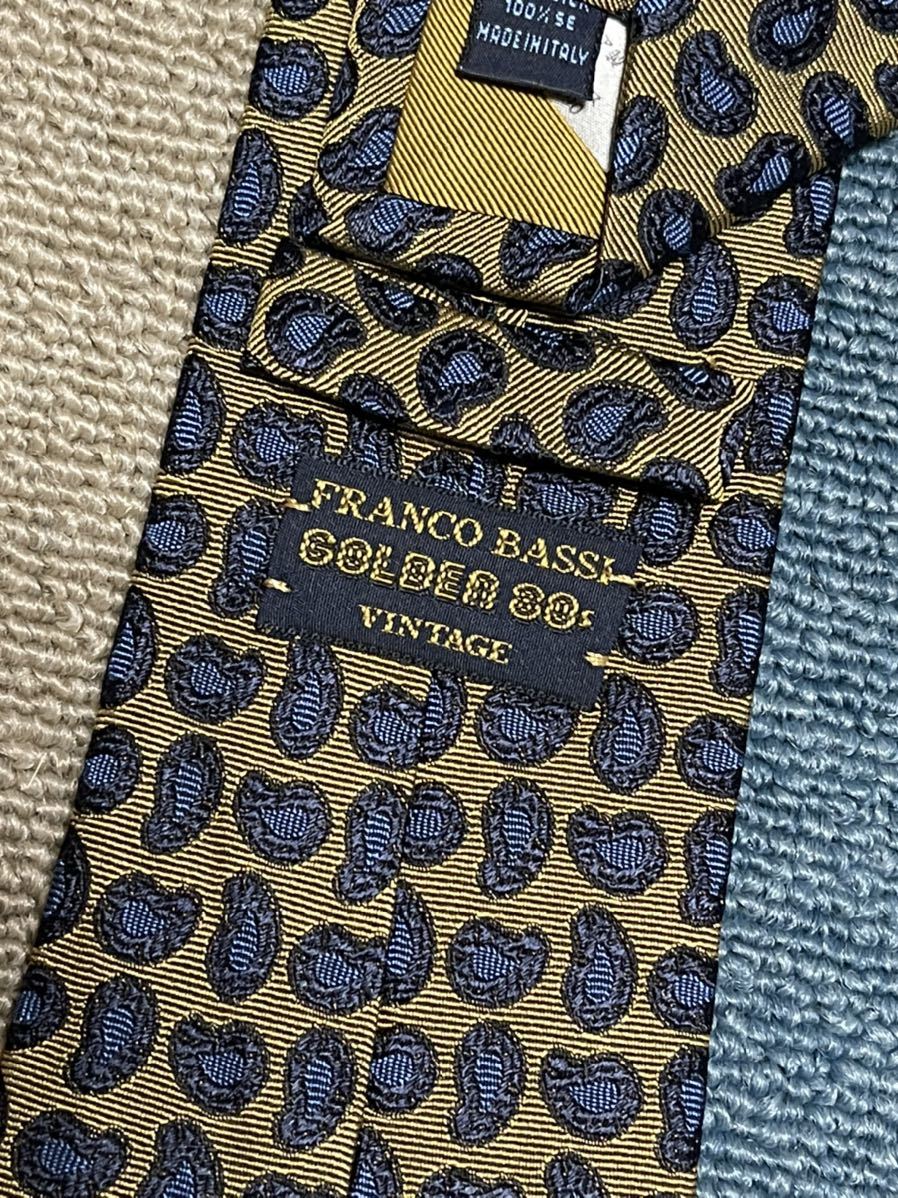 100% SE
MADE IN ITALY
FRANCO BASSI
GOLDEN 80s
VINTAGE